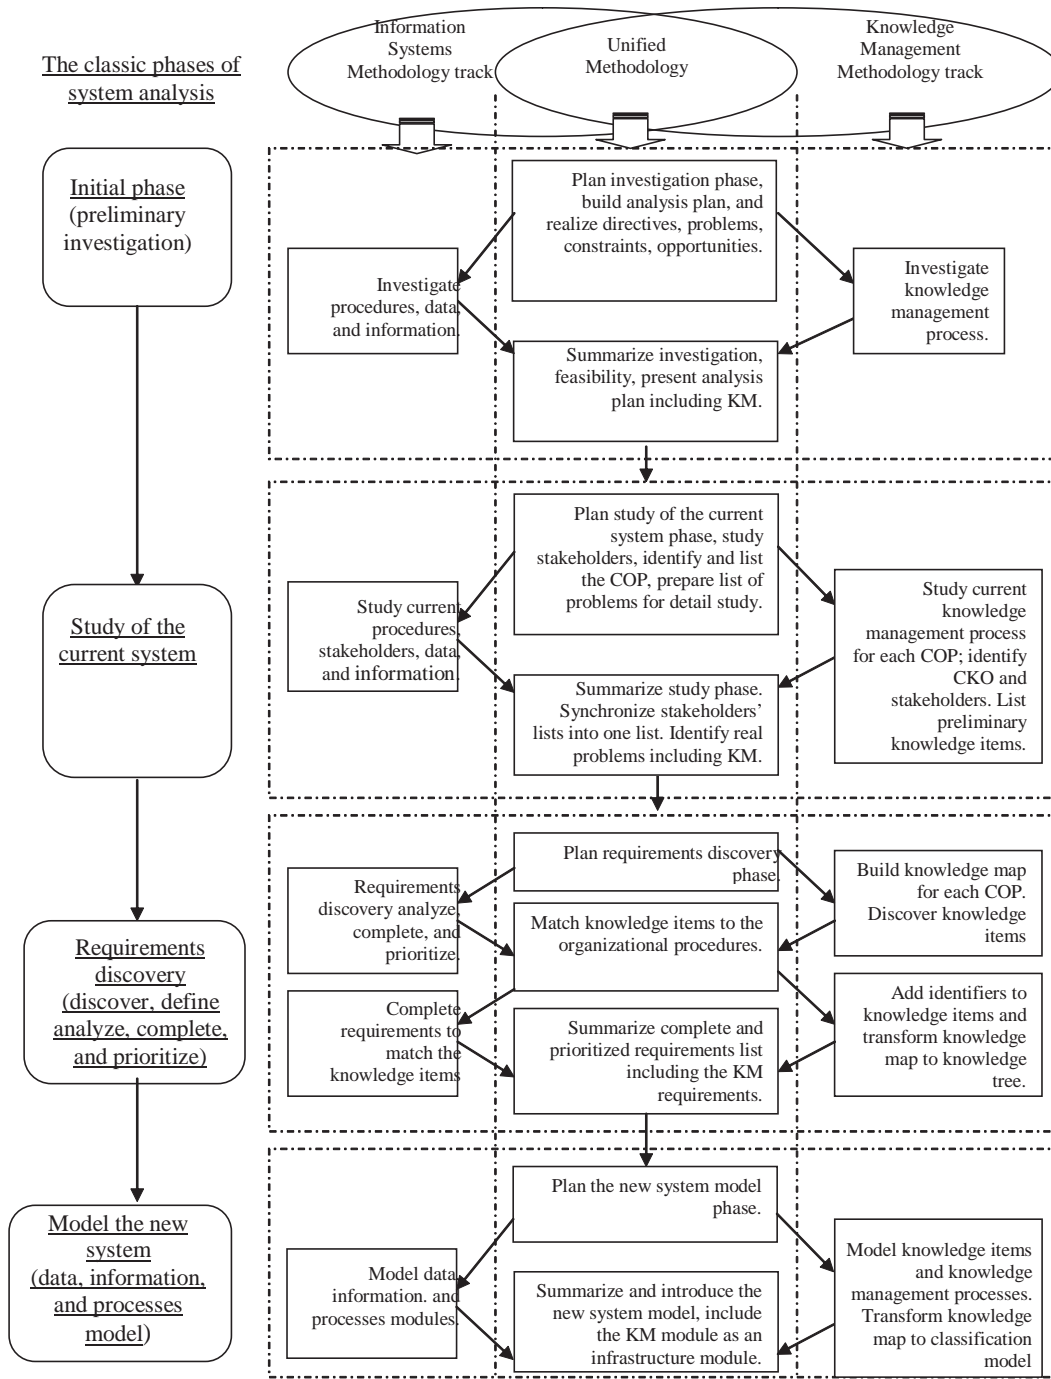 The classic phases of
system analysis
Information
Systems
Methodology track
Unified
Methodology
Knowledge
Management
Methodology track
Initial phase
(preliminary
investigation)
Plan investigation phase,
build analysis plan, and
realize directives, problems,
constraints, opportunities.
Investigate
procedures, data,
and information.
Investigate
knowledge
management
process.
Summarize investigation,
feasibility, present analysis
plan including KM.
Study of the
current system
Plan study of the current
system phase, study
stakeholders, identify and list
the COP, prepare list of
problems for detail study.
Study current
procedures,
stakeholders, data,
and information.
Study current
knowledge
management process
for each COP; identify
CKO and
stakeholders. List
preliminary
knowledge items.
Summarize study phase.
Synchronize stakeholders’
lists into one list. Identify real
problems including KM.
Requirements
discovery
(discover, define
analyze, complete,
and prioritize)
Plan requirements discovery
phase.
Requirements
discovery analyze,
complete, and
prioritize.
Build knowledge map
for each COP.
Discover knowledge
items
Match knowledge items to the
organizational procedures.
Complete
requirements to
match the
knowledge items
Add identifiers to
knowledge items and
transform knowledge
map to knowledge
tree.
Summarize complete and
prioritized requirements list
including the KM
requirements.
Model the new
system
(data, information,
and processes
model)
Plan the new system model
phase.
Model data,
information. and
processes modules.
Model knowledge items
and knowledge
management processes.
Transform knowledge
map to classification
model
Summarize and introduce the
new system model, include
the KM module as an
infrastructure module.